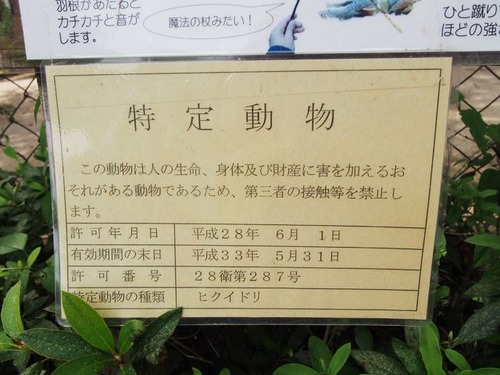 羽根があたると
カチカチと音が
します。
魔法の杖みたい！
ひと蹴り
ほどの強
特定動物
この動物は人の生命、身体及び財産に害を加えるお
それがある動物であるため、第三者の接触等を禁止し
ます。
許可年月日 平成２８年 ６月 １日
有効期間の末日 平成３３年 ５月３１日
許可番号 ２８衛第２８７号
特定動物の種類 ヒクイドリ